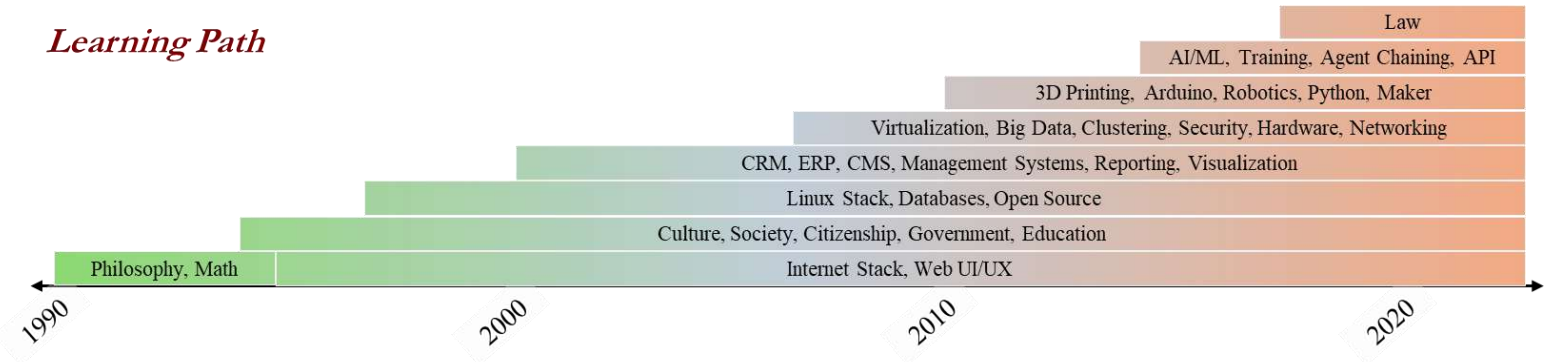 Learning Path
Law
AI/ML, Training, Agent Chaining, API
3D Printing, Arduino, Robotics, Python, Maker
Virtualization, Big Data, Clustering, Security, Hardware, Networking
CRM, ERP, CMS, Management Systems, Reporting, Visualization
Linux Stack, Databases, Open Source
Culture, Society, Citizenship, Government, Education
Philosophy, Math
Internet Stack, Web UI/UX
1990
2000
2010
2020